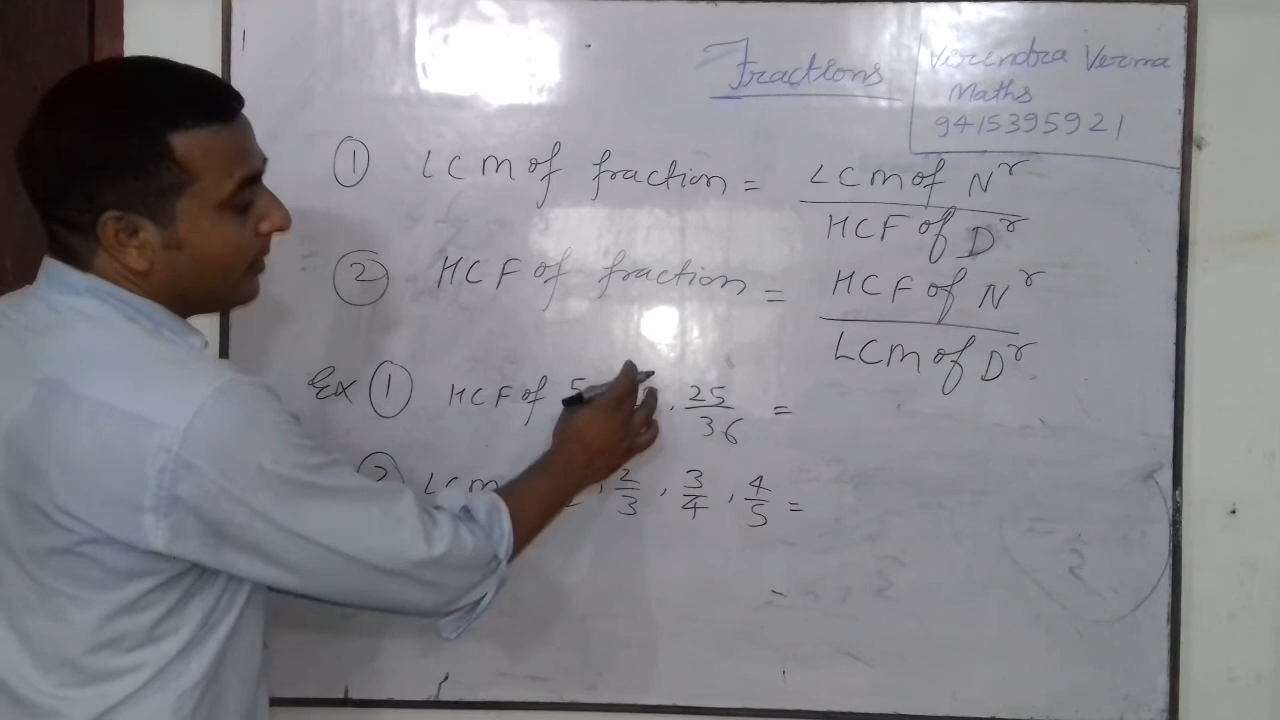 Fractions
Virendra Verma
Maths
9415395921
① LCM of fraction = LCM of Nʳ
HCF of Dʳ
② HCF of fraction = HCF of Nʳ
LCM of Dʳ
Ex ① HCF of 5 , 25/36 =
② LCM , 2/3 , 3/4 , 4/5 =